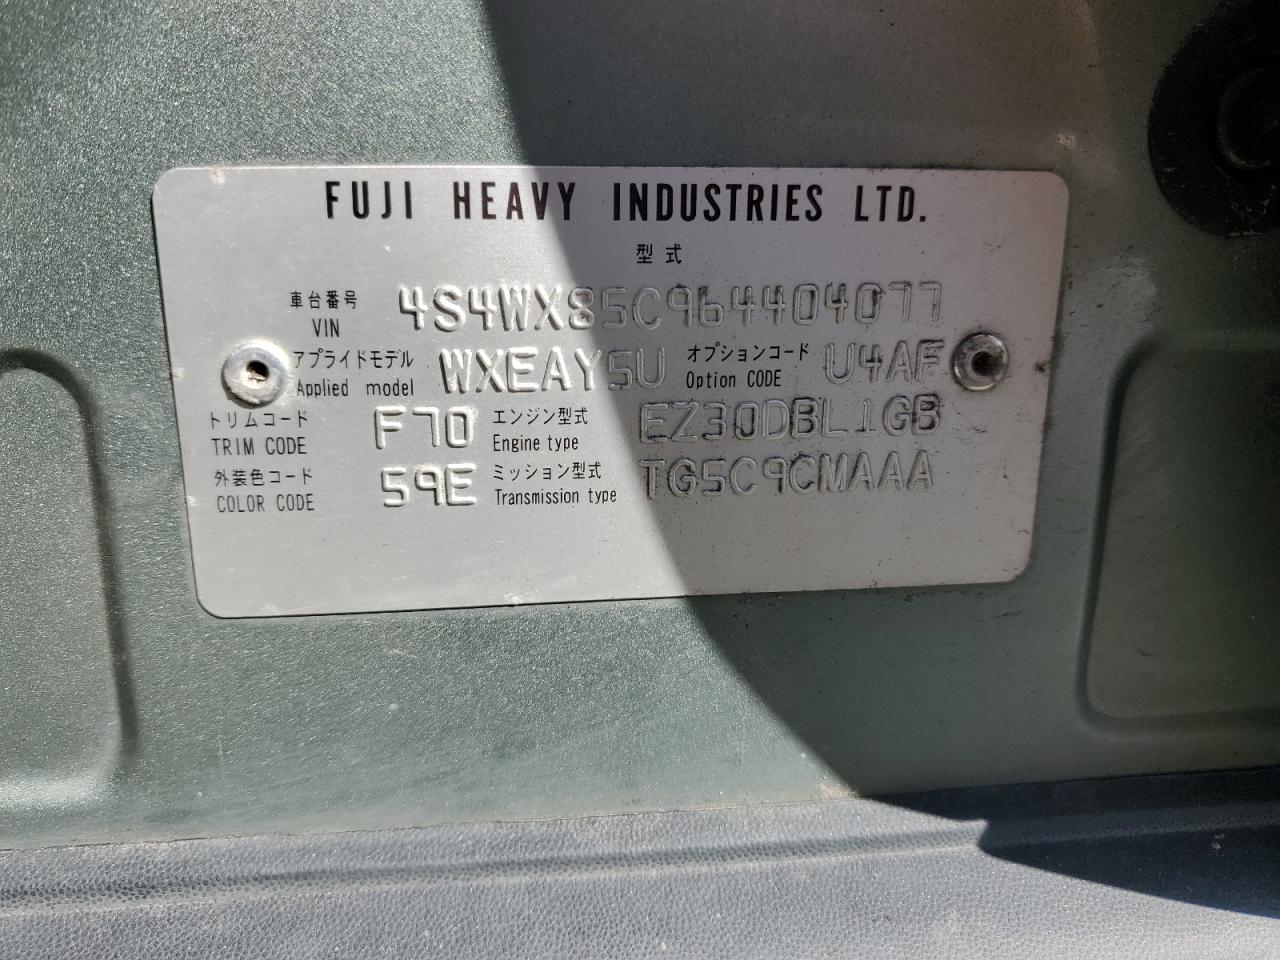 FUJI HEAVY INDUSTRIES LTD.
型式
車台番号 VIN 4S4WX85C964404077
アプライドモデル Applied model WXEAY5U オプションコード Option CODE U4AF
トリムコード TRIM CODE F70 エンジン型式 Engine type EZ30DBL1GB
外装色コード COLOR CODE 59E ミッション型式 Transmission type TG5C9CMAAA